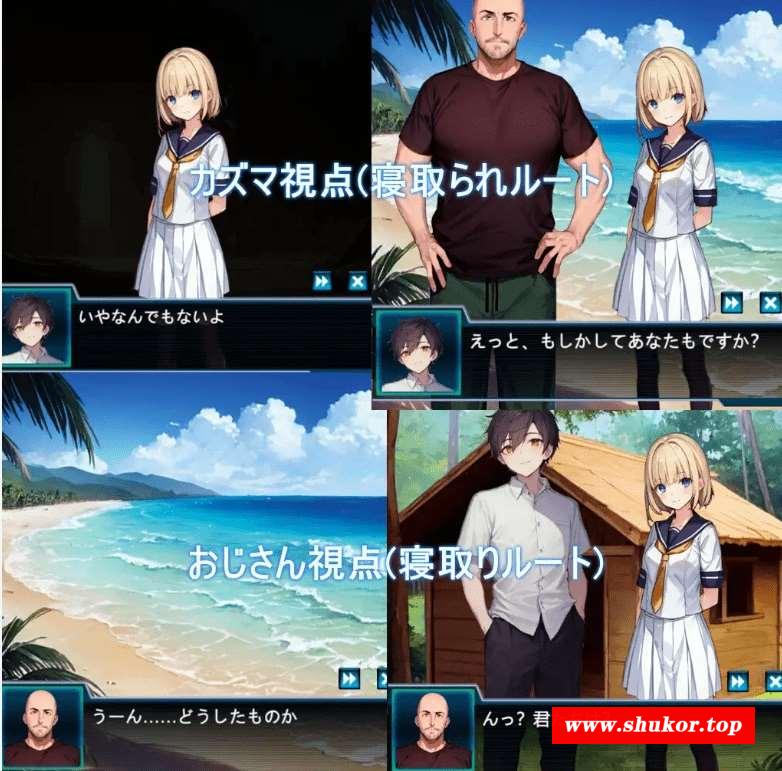 カズマ視点(寝取られルート)
いやなんでもないよ
えっと、もしかしてあなたもですか?
おじさん視点(寝取りルート)
うーん……どうしたものか
んっ? 君
www.shukor.top